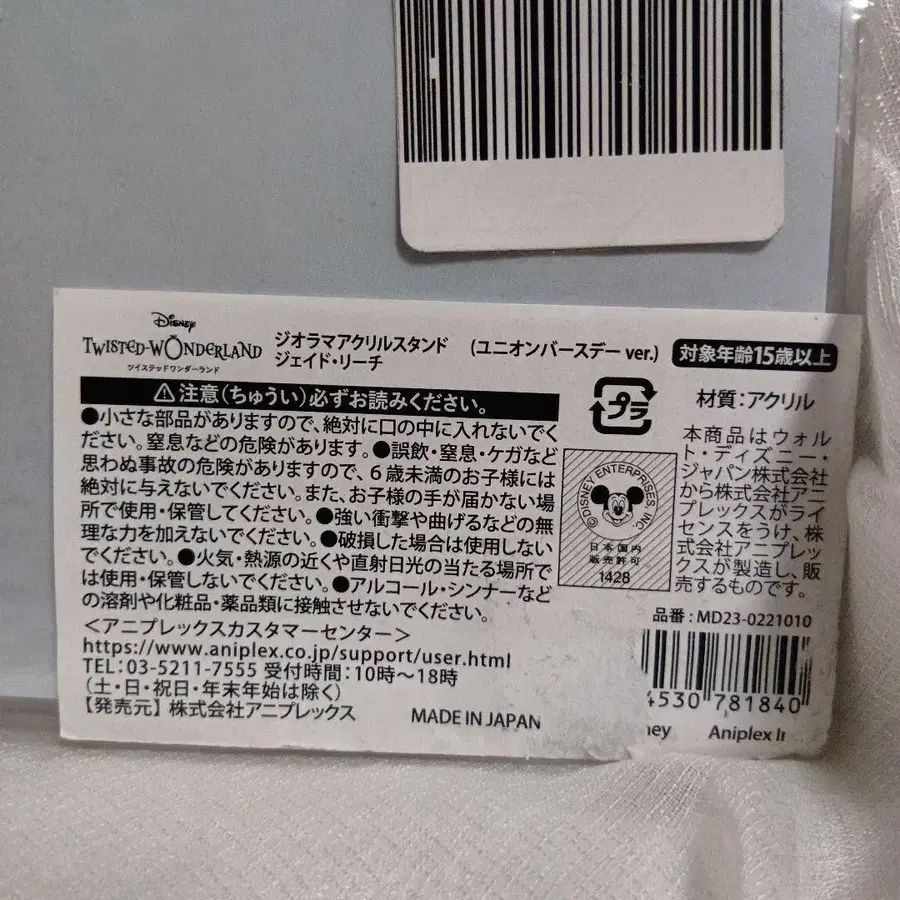 Disney
TWISTED-WONDERLAND
ツイステッドワンダーランド
ジオラマアクリルスタンド (ユニオンバースデー ver.)
ジェイド・リーチ
対象年齢15歳以上
⚠注意(ちゅうい)必ずお読みください。
●小さな部品がありますので、絶対に口の中に入れないでく
ださい。窒息などの危険があります。●誤飲・窒息・ケガなど
思わぬ事故の危険がありますので、6歳未満のお子様には
絶対に与えないでください。また、お子様の手が届かない場
所で使用・保管してください。●強い衝撃や曲げるなどの無
理な力を加えないでください。●破損した場合は使用しない
でください。●火気・熱源の近くや直射日光の当たる場所で
は使用・保管しないでください。●アルコール・シンナーなど
の溶剤や化粧品・薬品類に接触させないでください。
<アニプレックスカスタマーセンター>
https://www.aniplex.co.jp/support/user.html
TEL:03-5211-7555 受付時間:10時〜18時
(土・日・祝日・年末年始は除く)
【発売元】株式会社アニプレックス
MADE IN JAPAN
プラ
材質:アクリル
©DISNEY ENTERPRISES, INC.
日本国内
販売許可
1428
本商品はウォル
ト・ディズニー・
ジャパン株式会社
から株式会社アニ
プレックスがライ
センスをうけ、株
式会社アニプレッ
クスが製造し、販
売するものです。
品番:MD23-0221010
4530 781840
ney Aniplex In